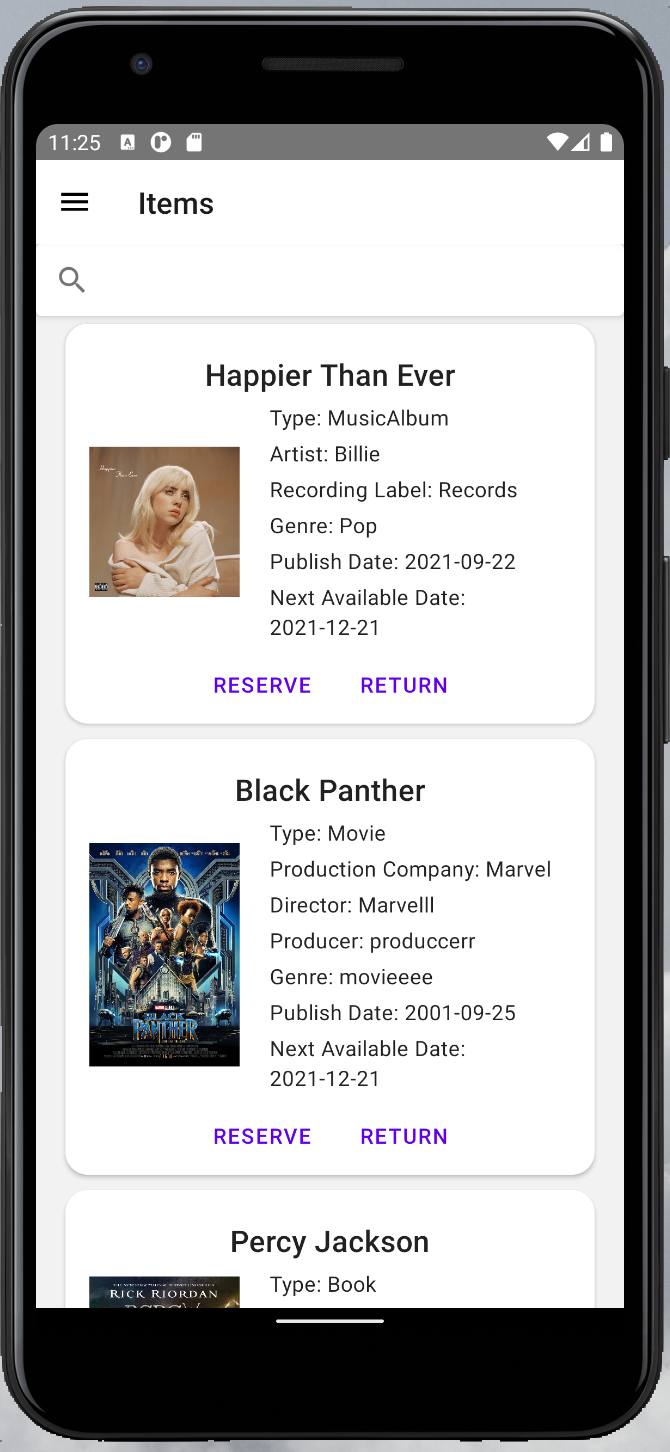 11:25
Items
Happier Than Ever
Type: MusicAlbum
Artist: Billie
Recording Label: Records
Genre: Pop
Publish Date: 2021-09-22
Next Available Date:
2021-12-21
Happier
Than Ever
RESERVE
RETURN
Black Panther
Type: Movie
Production Company: Marvel
Director: Marvelll
Producer: produccerr
Genre: movieeee
Publish Date: 2001-09-25
Next Available Date:
2021-12-21
BLACK
PANTHER
RESERVE
RETURN
Percy Jackson
Type: Book
RICK RIORDAN